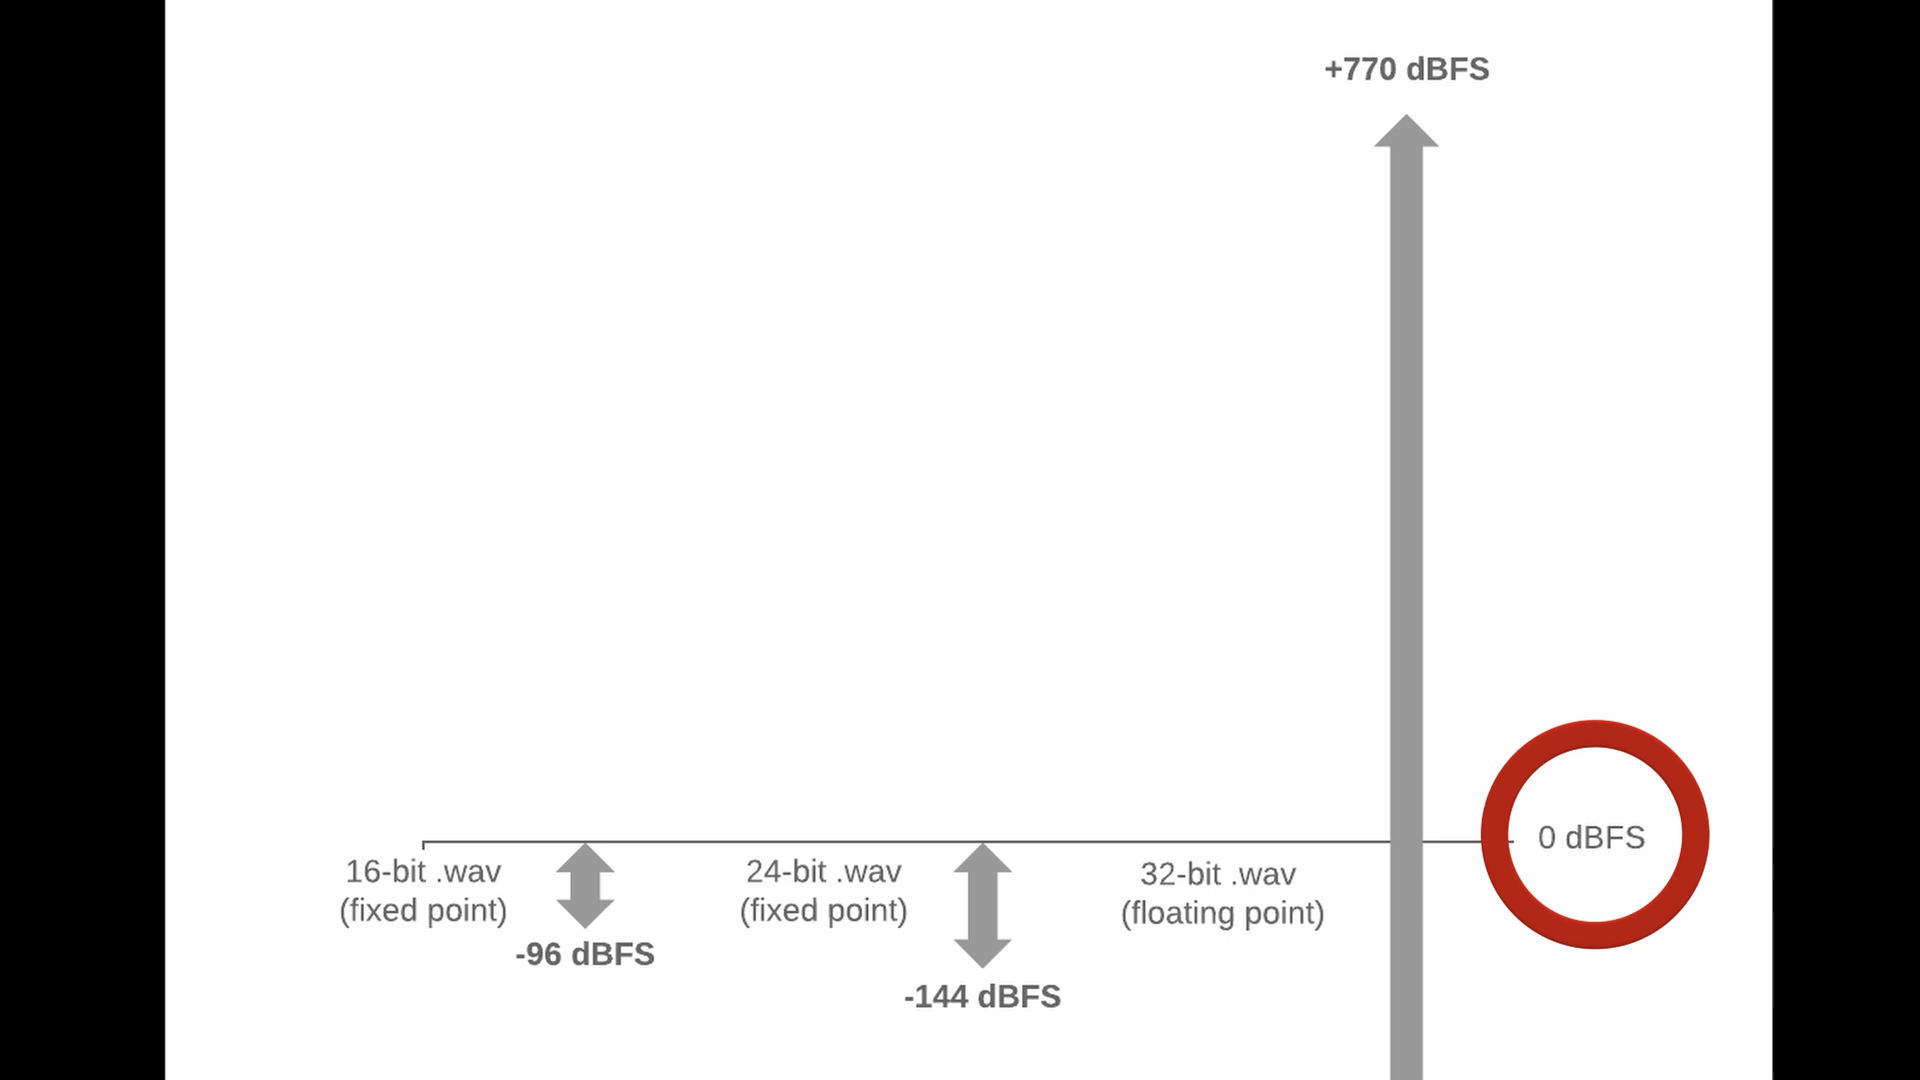 +770 dBFS
0 dBFS
16-bit .wav
(fixed point)
-96 dBFS
24-bit .wav
(fixed point)
-144 dBFS
32-bit .wav
(floating point)